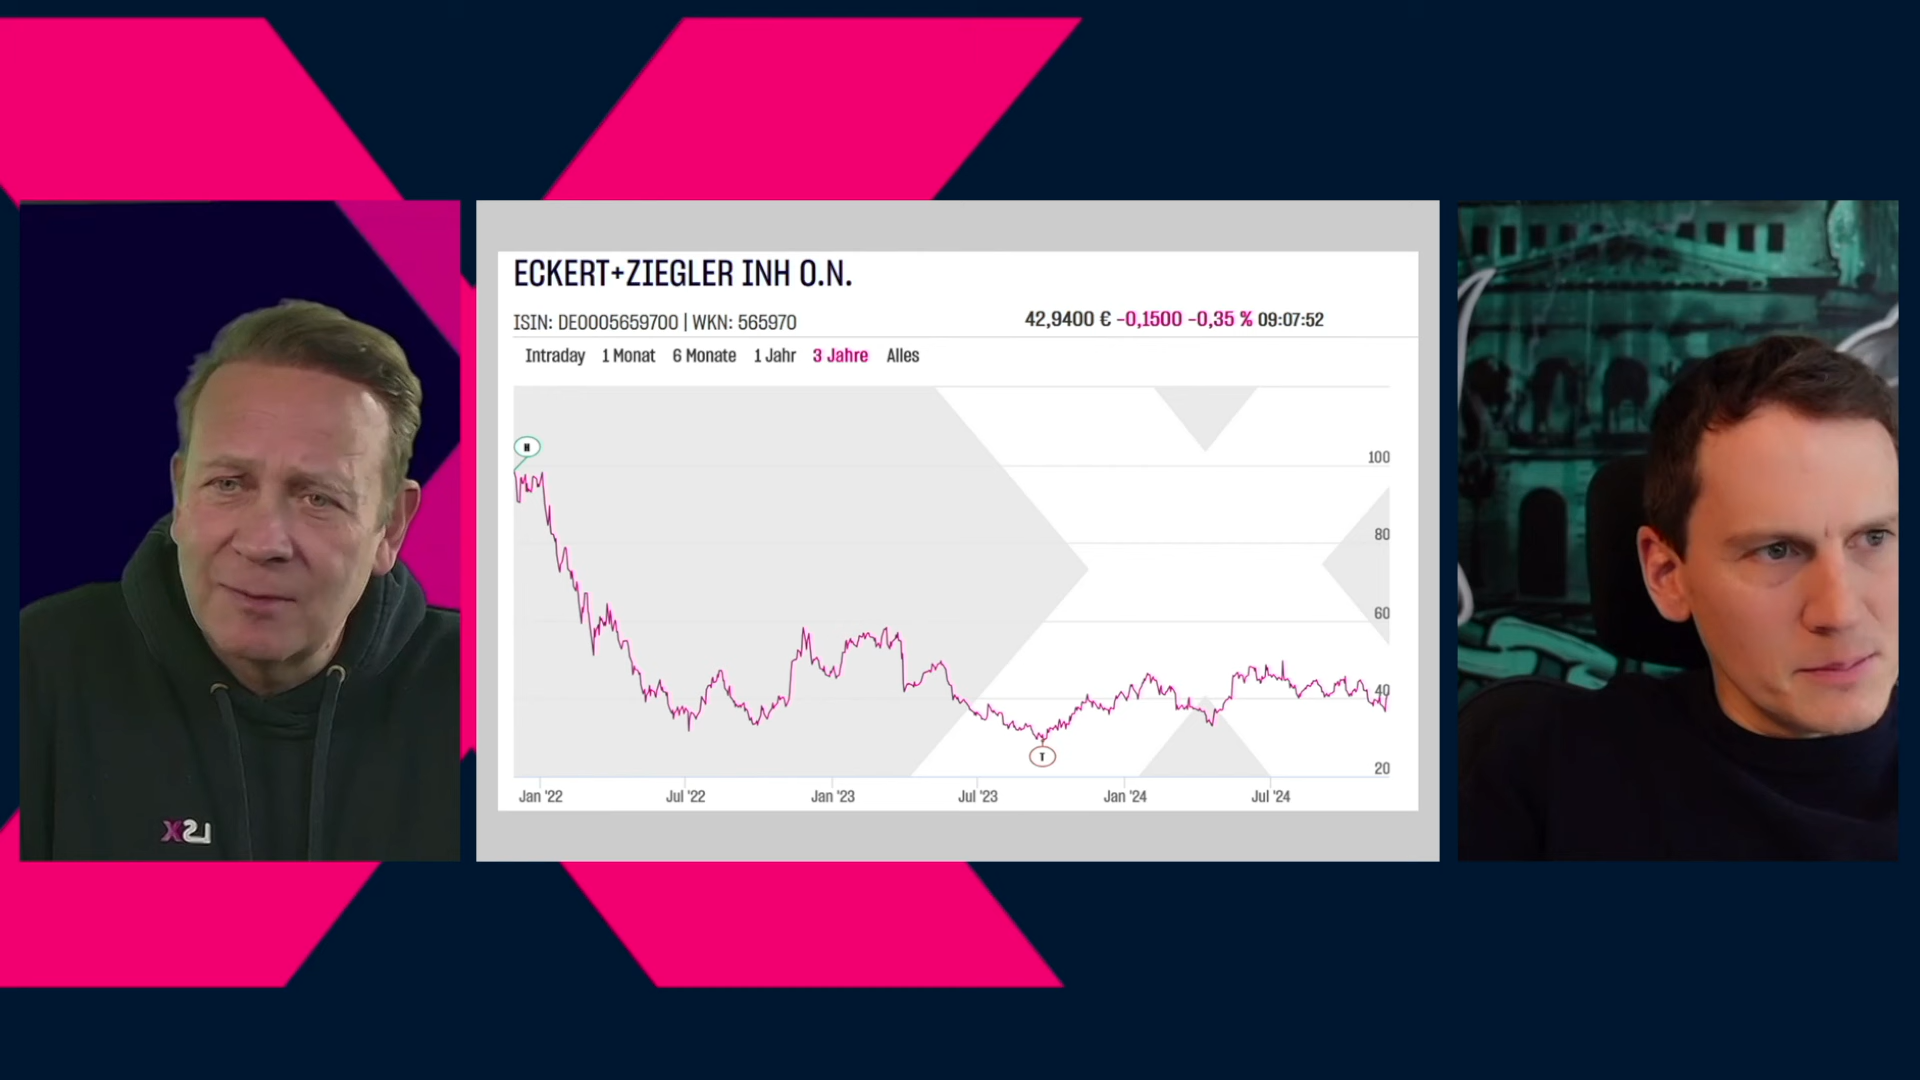 ECKERT+ZIEGLER INH O.N.
ISIN: DE0005659700 | WKN: 565970
42,9400 € -0,1500 -0,35 % 09:07:52
Intraday 1 Monat 6 Monate 1 Jahr 3 Jahre Alles
H
100
80
60
40
20
T
Jan '22 Jul '22 Jan '23 Jul '23 Jan '24 Jul '24
LSX